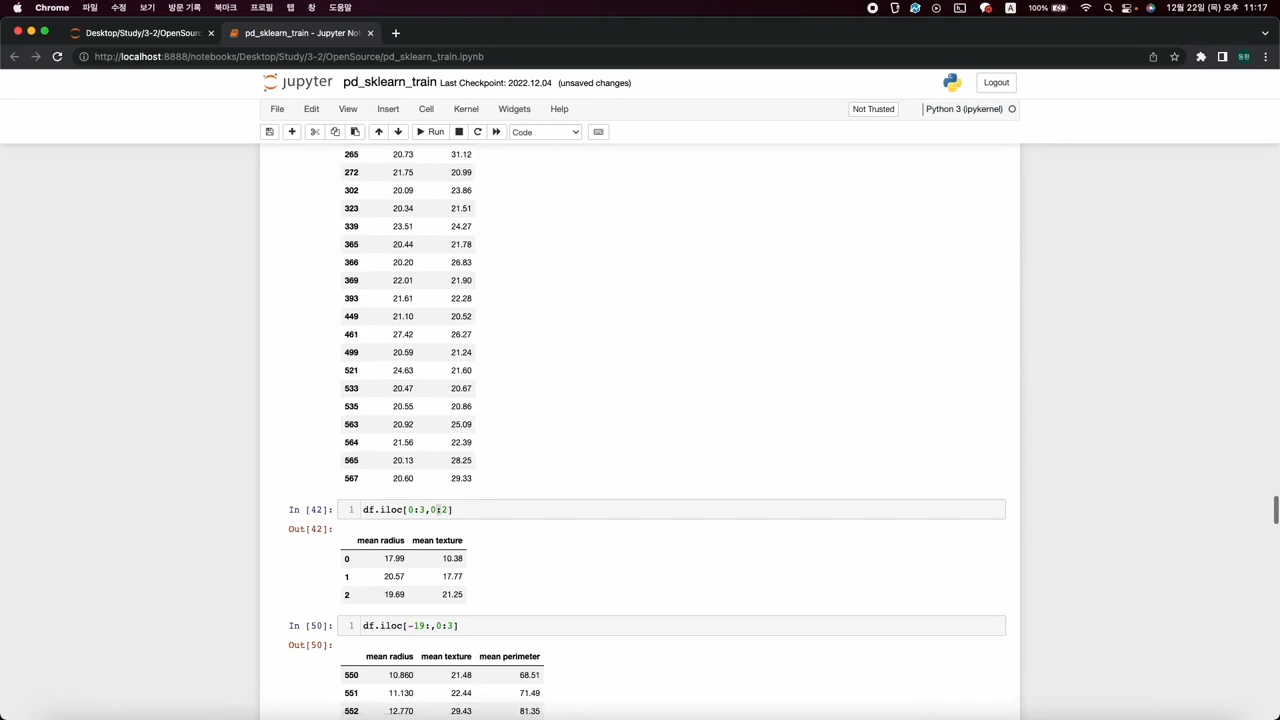 Chrome 파일 수정 보기 방문 기록 북마크 프로필 탭 창 도움말 A 100% 12월 22일 (목) 오후 11:17
Desktop/Study/3-2/OpenSourc pd_sklearn_train - Jupyter Not
http://localhost:8888/notebooks/Desktop/Study/3-2/OpenSource/pd_sklearn_train.ipynb
jupyter pd_sklearn_train Last Checkpoint: 2022.12.04 (unsaved changes) Logout
File Edit View Insert Cell Kernel Widgets Help Not Trusted Python 3 (ipykernel)
Run Code
265 20.73 31.12
272 21.75 20.99
302 20.09 23.86
323 20.34 21.51
339 23.51 24.27
365 20.44 21.78
366 20.20 26.83
369 22.01 21.90
393 21.61 22.28
449 21.10 20.52
461 27.42 26.27
499 20.59 21.24
521 24.63 21.60
533 20.47 20.67
535 20.55 20.86
563 20.92 25.09
564 21.56 22.39
565 20.13 28.25
567 20.60 29.33
In [42]: 1 df.iloc[0:3,0:2]
Out[42]:
mean radius mean texture
0 17.99 10.38
1 20.57 17.77
2 19.69 21.25
In [50]: 1 df.iloc[-19:,0:3]
Out[50]:
mean radius mean texture mean perimeter
550 10.860 21.48 68.51
551 11.130 22.44 71.49
552 12.770 29.43 81.35